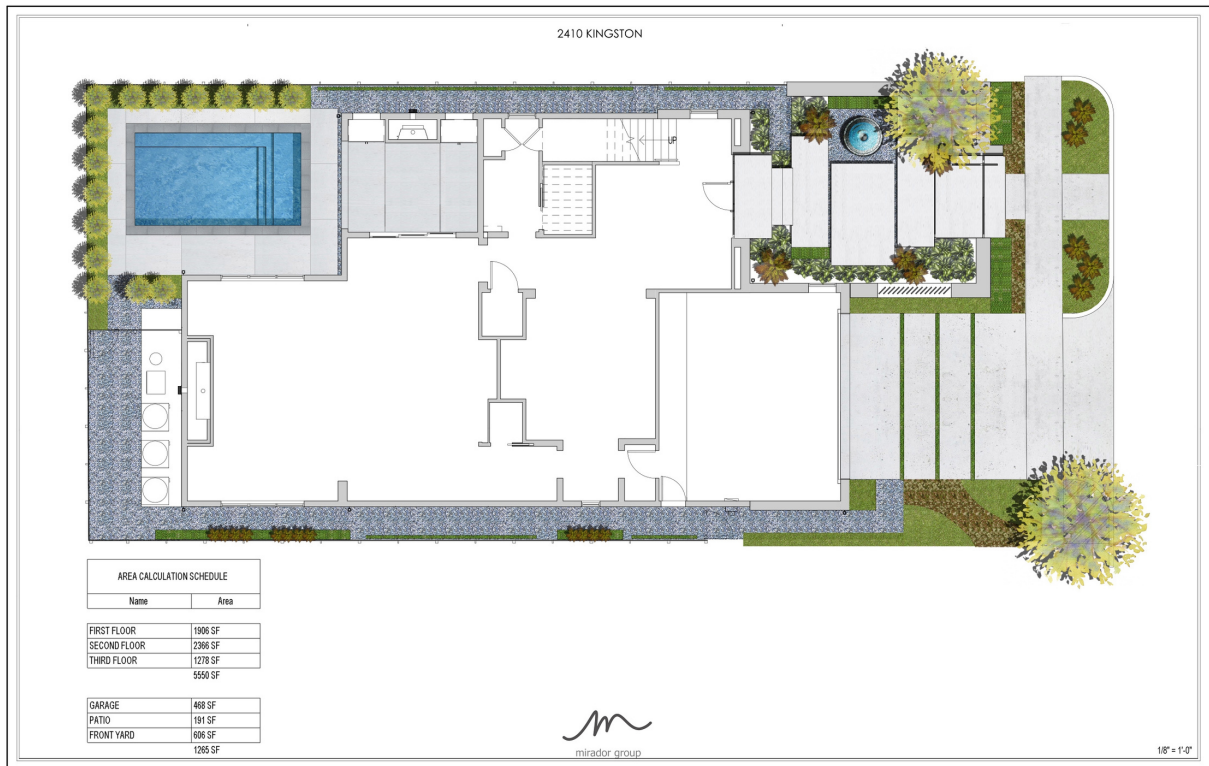 2410 KINGSTON
UP
AREA CALCULATION SCHEDULE
Name Area
FIRST FLOOR 1906 SF
SECOND FLOOR 2366 SF
THIRD FLOOR 1278 SF
5550 SF
GARAGE 468 SF
PATIO 191 SF
FRONT YARD 606 SF
1265 SF
mirador group
1/8" = 1'-0"